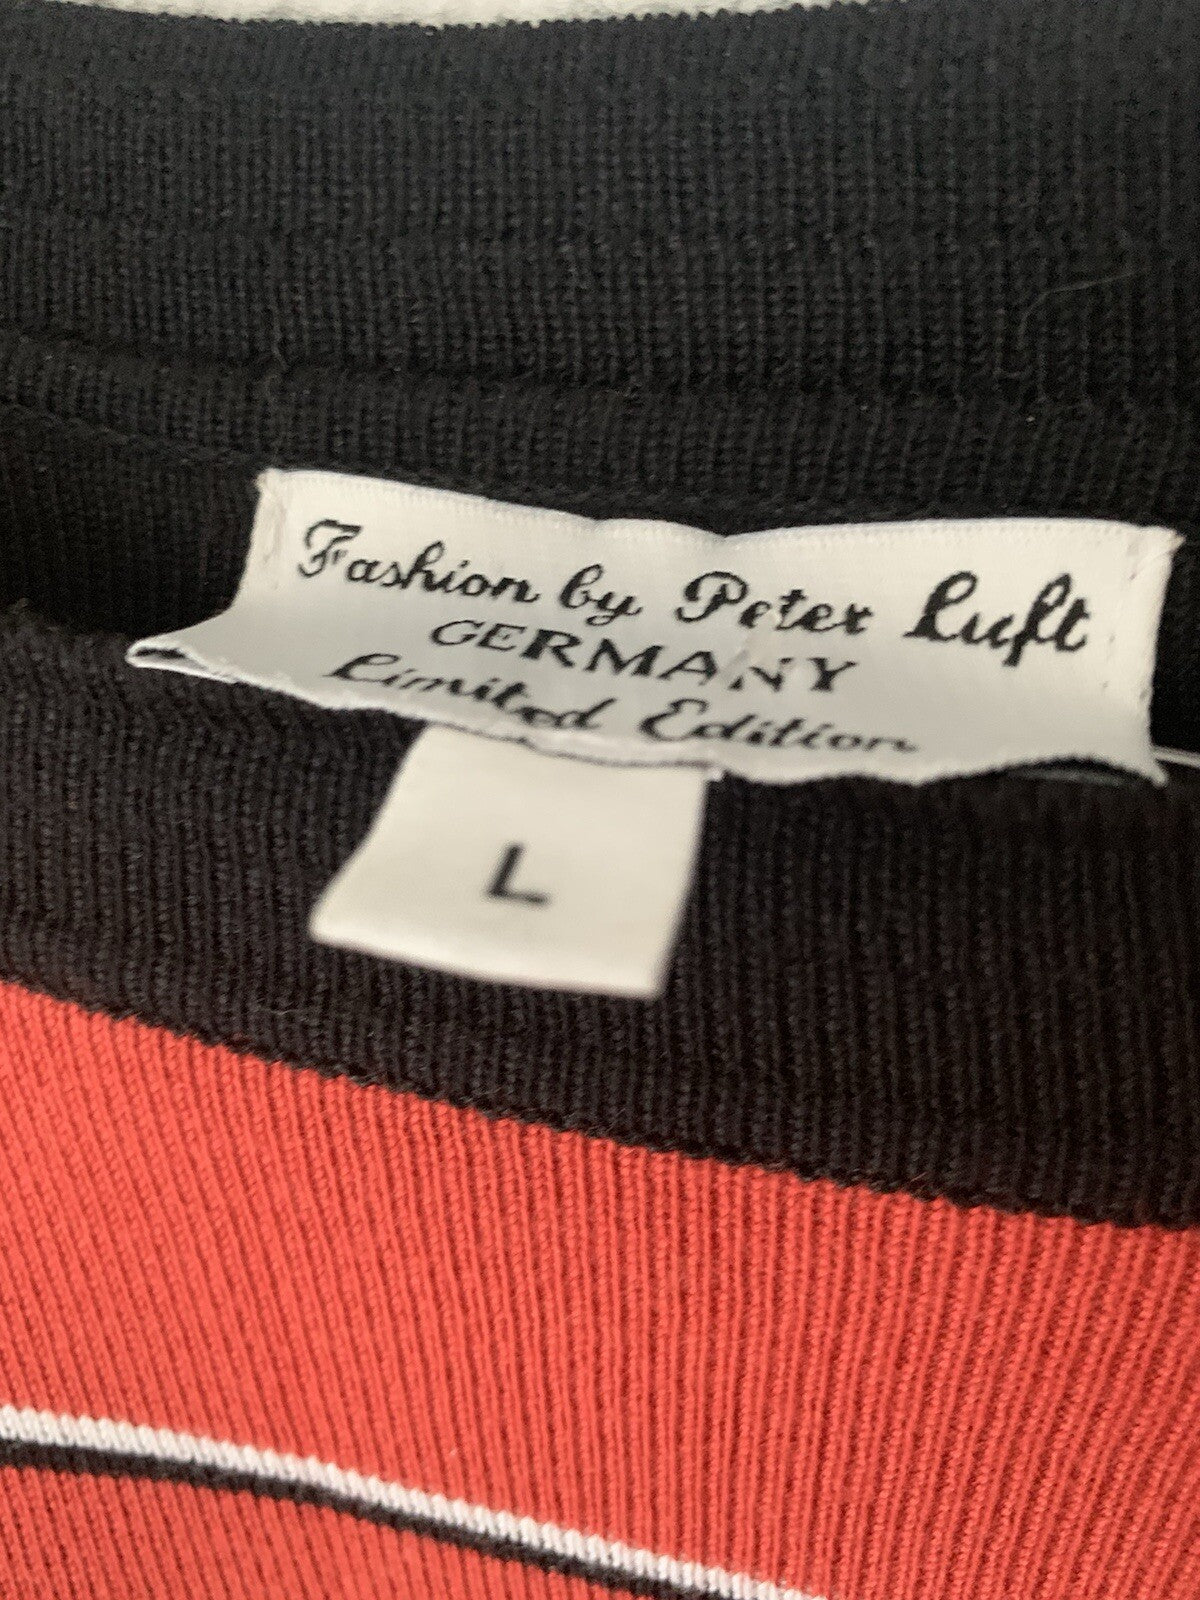 Fashion by Peter Luft
GERMANY
Limited Edition
L